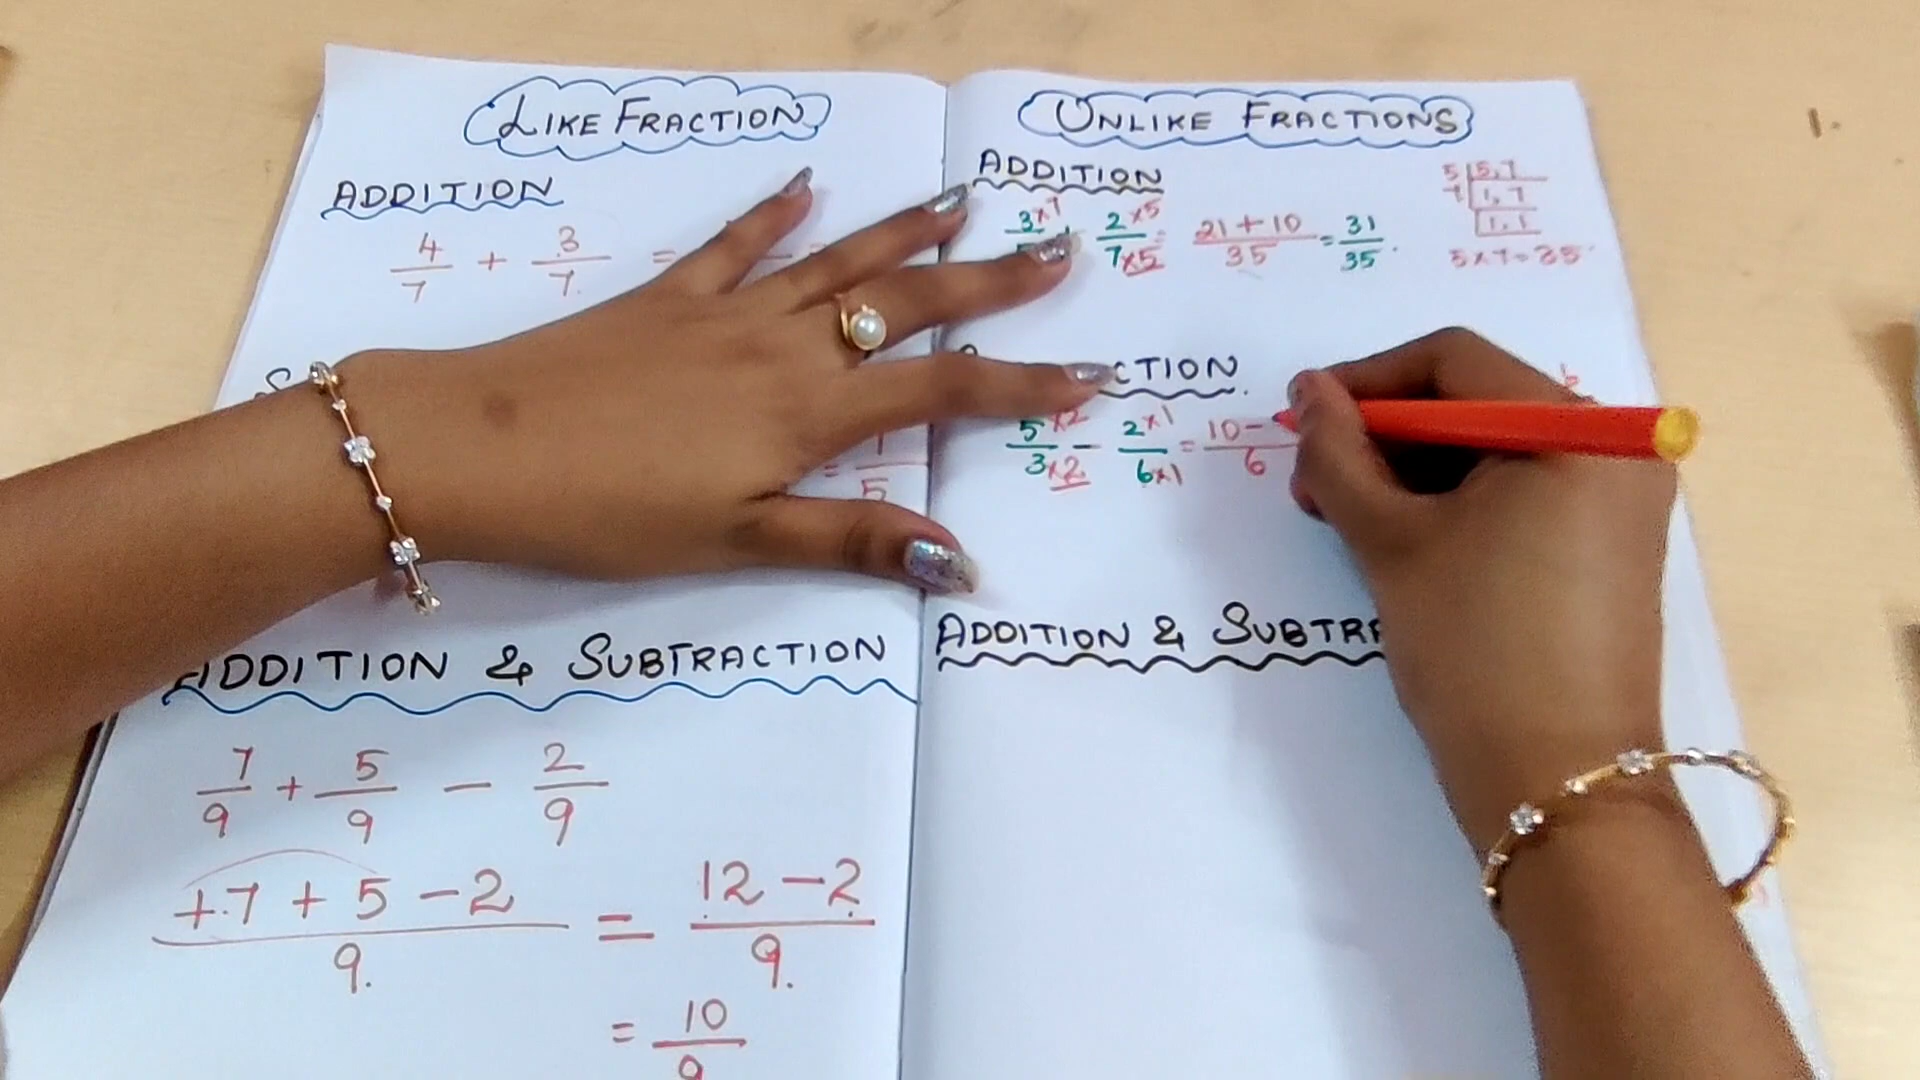 LIKE FRACTION
ADDITION
4/7 + 3/7 =
= 1/5
ADDITION & SUBTRACTION
7/9 + 5/9 - 2/9
+7 + 5 - 2 / 9. = 12 - 2 / 9.
= 10/9
UNLIKE FRACTIONS
ADDITION
3×7 2×5/7×5 = 21 + 10 / 35 = 31/35.
5 | 5, 7
7 | 1, 7
1, 1
5 × 7 = 35
5×2/3×2 - 2×1/6×1 = 10 - / 6
6
ADDITION &